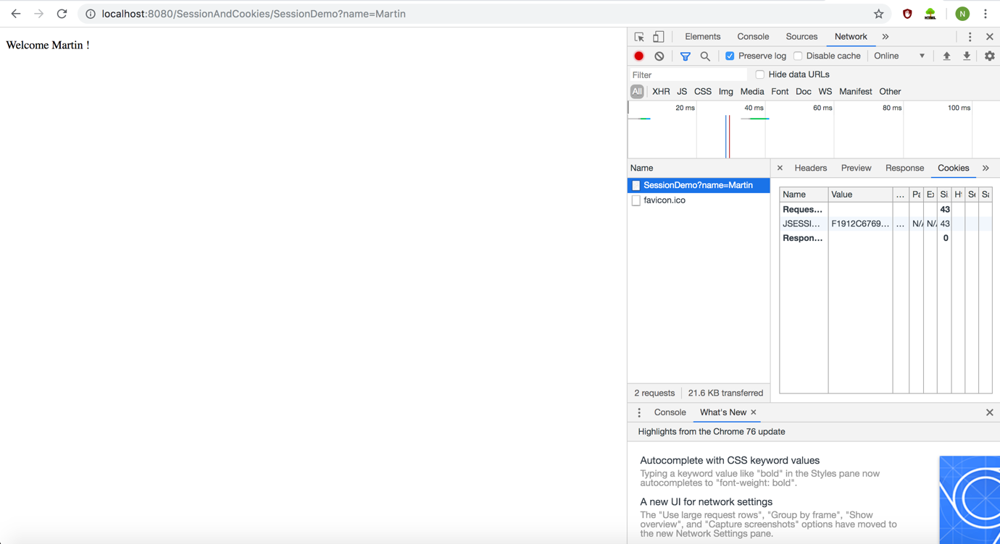 localhost:8080/SessionAndCookies/SessionDemo?name=Martin
HTML
N
Welcome Martin !
Elements Console Sources Network »
Preserve log Disable cache Online
Filter Hide data URLs
All XHR JS CSS Img Media Font Doc WS Manifest Other
20 ms 40 ms 60 ms 80 ms 100 ms
Name
SessionDemo?name=Martin
favicon.ico
2 requests 21.6 KB transferred
× Headers Preview Response Cookies »
Name Value ... Pa Ex Si. Ht Se Sa
Reques... 43
JSESSI... F1912C6769... ... N/A N/A 43
Respon... 0
Console What's New ×
Highlights from the Chrome 76 update
Autocomplete with CSS keyword values
Typing a keyword value like "bold" in the Styles pane now
autocompletes to "font-weight: bold".
A new UI for network settings
The "Use large request rows", "Group by frame", "Show
overview", and "Capture screenshots" options have moved to
the new Network Settings pane.